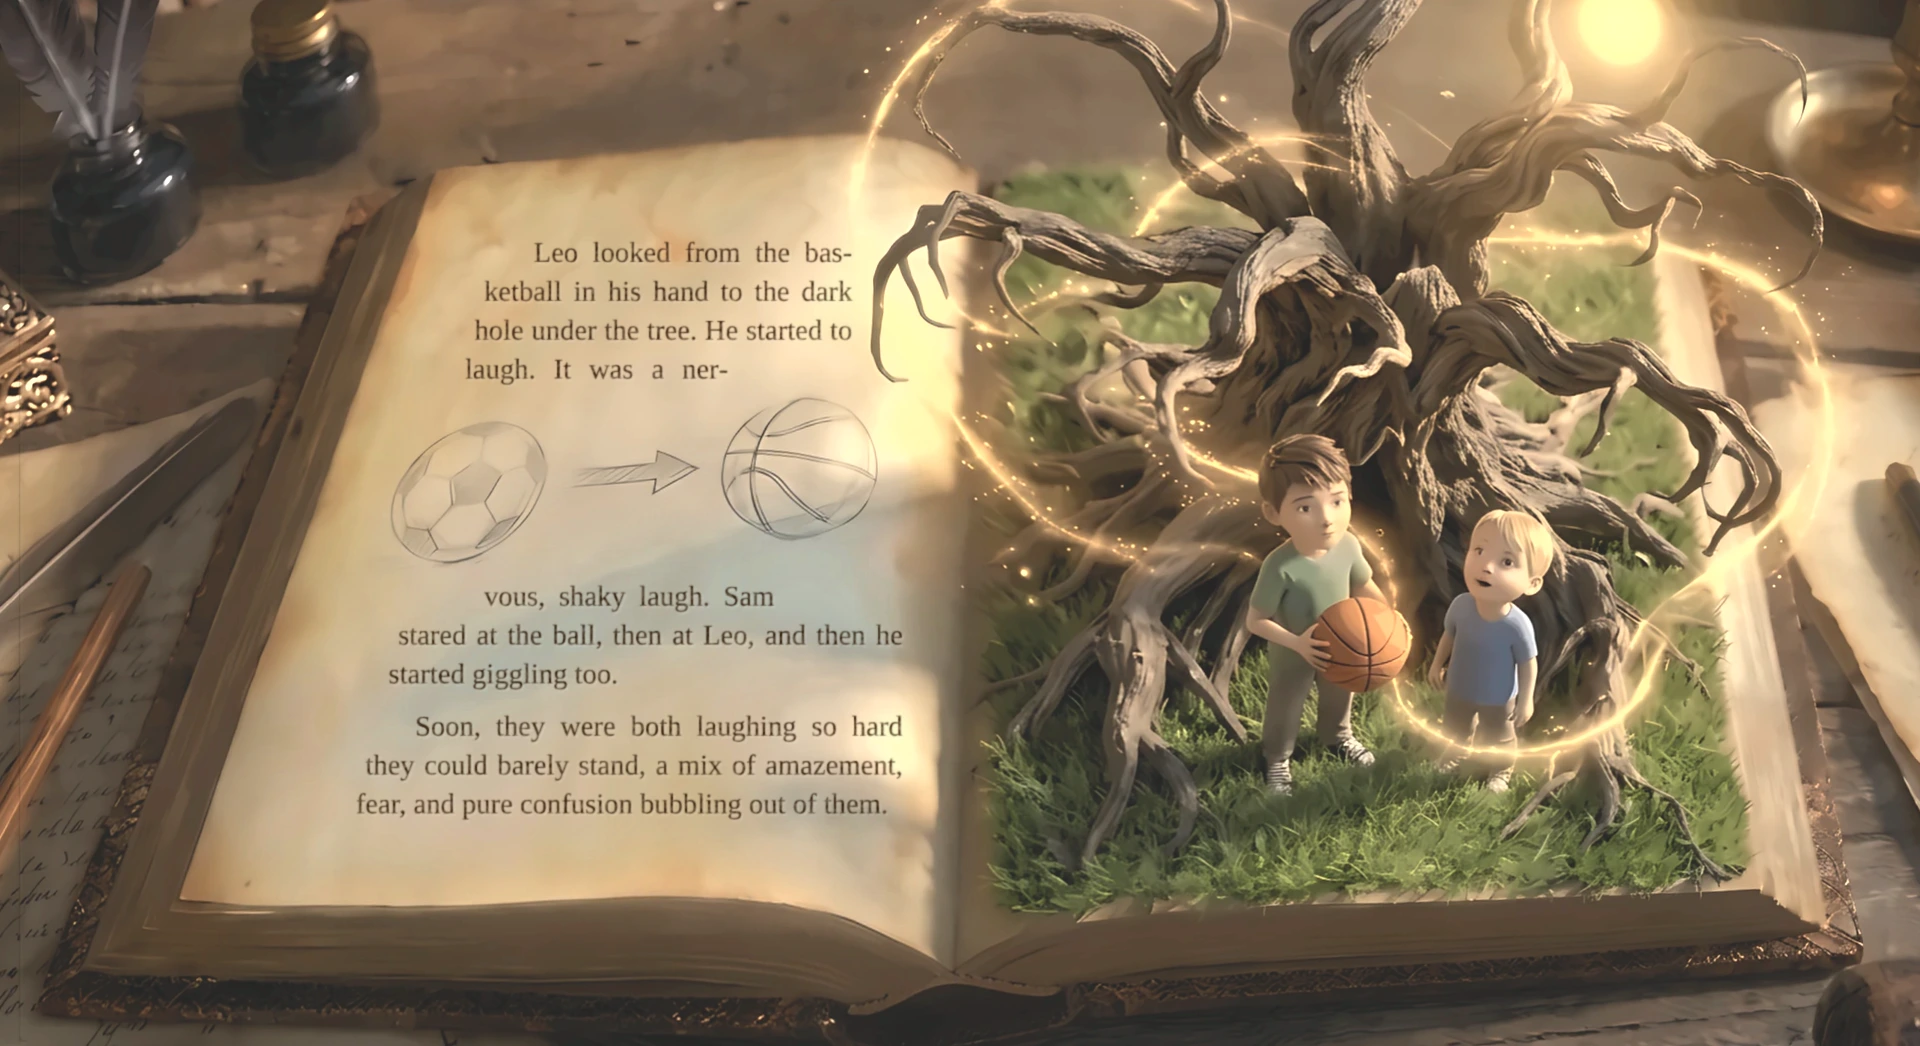 Leo looked from the bas-
ketball in his hand to the dark
hole under the tree. He started to
laugh. It was a ner-
vous, shaky laugh. Sam
stared at the ball, then at Leo, and then he
started giggling too.
Soon, they were both laughing so hard
they could barely stand, a mix of amazement,
fear, and pure confusion bubbling out of them.